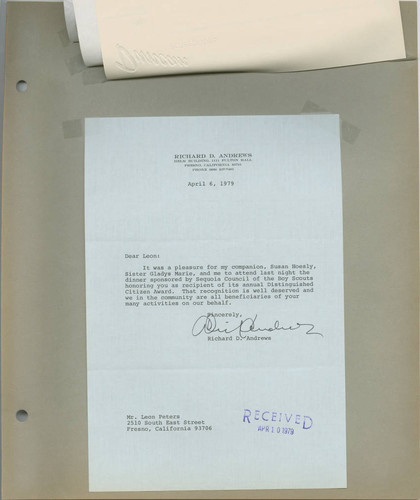 RICHARD D. ANDREWS
FRESNO, CALIFORNIA
April 6, 1979
Dear Leon:
It was a pleasure for my companion, Susan Moesly,
Sister Gladys Marie, and me to attend last night the
dinner sponsored by Sequoia Council of the Boy Scouts
honoring you as recipient of its annual Distinguished
Citizen Award. That recognition is well deserved and
we in the community are all beneficiaries of your
many activities on our behalf.
Sincerely,
Richard D. Andrews
Mr. Leon Peters
2510 South East Street
Fresno, California 93706
RECEIVED
APR 10 1979